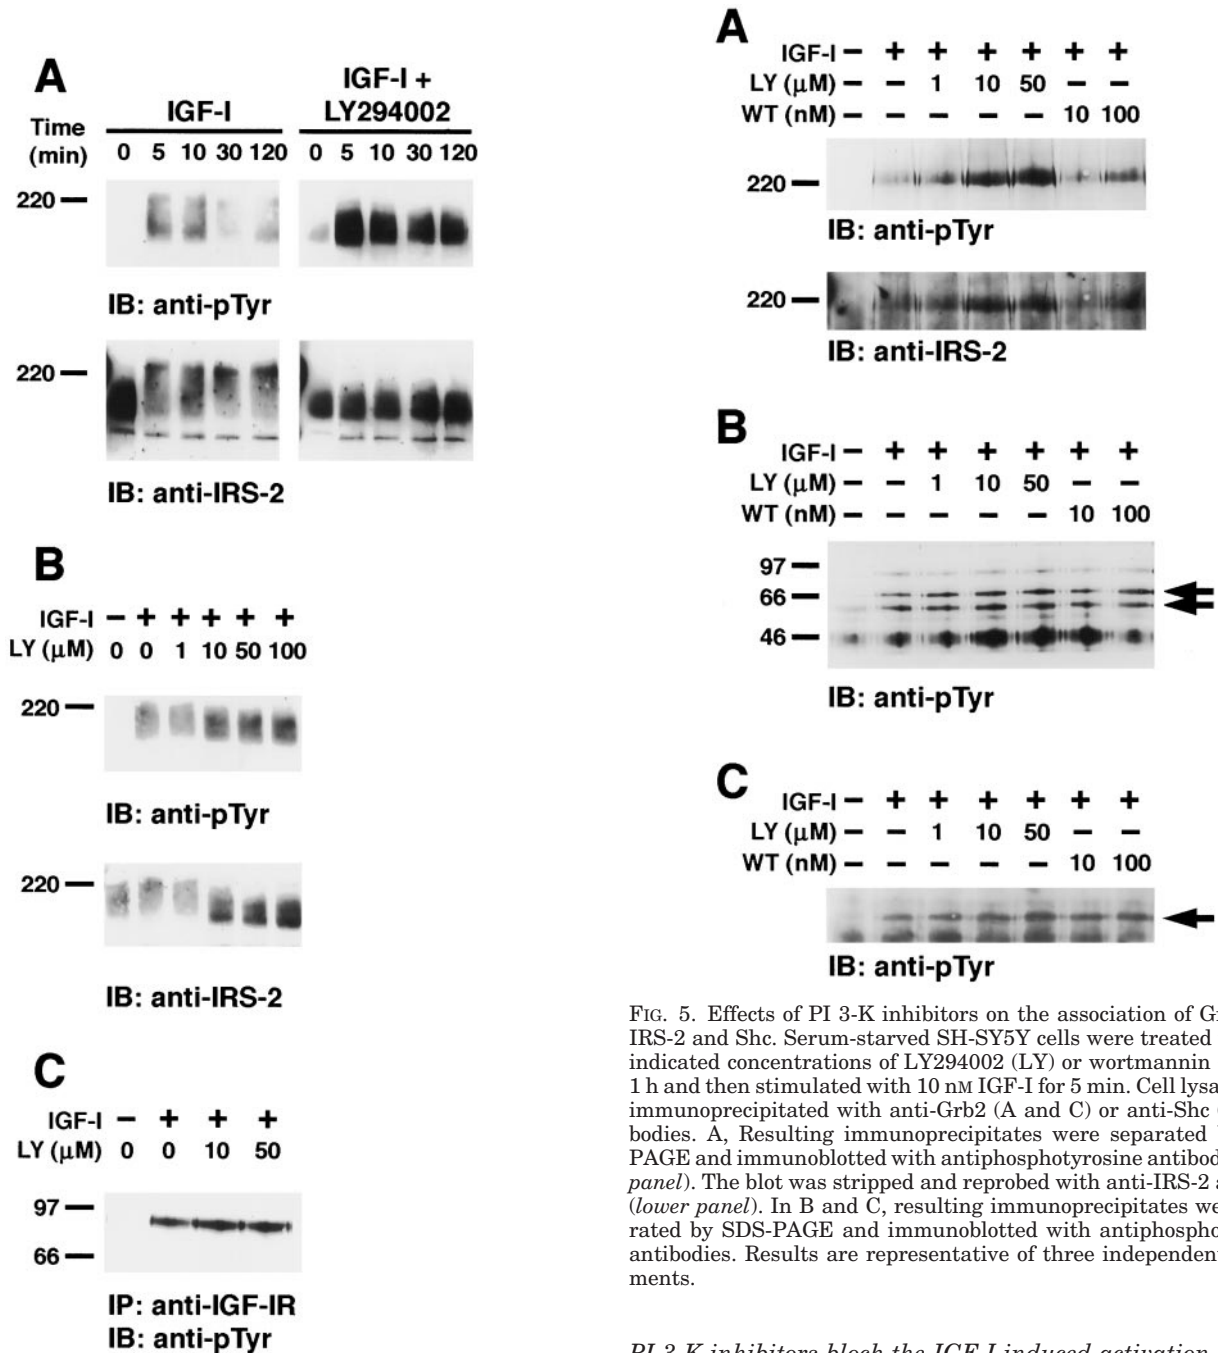 A
IGF-I
IGF-I +
LY294002
Time
(min)
0 5 10 30 120
0 5 10 30 120
220
IB: anti-pTyr
220
IB: anti-IRS-2
B
IGF-I − + + + + +
LY (μM) 0 0 1 10 50 100
220
IB: anti-pTyr
220
IB: anti-IRS-2
C
IGF-I − + + +
LY (μM) 0 0 10 50
97
66
IP: anti-IGF-IR
IB: anti-pTyr
A
IGF-I − + + + + + +
LY (μM) − − 1 10 50 − −
WT (nM) − − − − − 10 100
220
IB: anti-pTyr
220
IB: anti-IRS-2
B
IGF-I − + + + + + +
LY (μM) − − 1 10 50 − −
WT (nM) − − − − − 10 100
97
66
46
IB: anti-pTyr
C
IGF-I − + + + + + +
LY (μM) − − 1 10 50 − −
WT (nM) − − − − − 10 100
IB: anti-pTyr
FIG. 5. Effects of PI 3-K inhibitors on the association of
IRS-2 and Shc. Serum-starved SH-SY5Y cells were treated
indicated concentrations of LY294002 (LY) or wortmannin
1 h and then stimulated with 10 nM IGF-I for 5 min. Cell
immunoprecipitated with anti-Grb2 (A and C) or anti-Shc
bodies. A, Resulting immunoprecipitates were separated
PAGE and immunoblotted with antiphosphotyrosine
panel). The blot was stripped and reprobed with anti-IRS-2
(lower panel). In B and C, resulting immunoprecipitates
rated by SDS-PAGE and immunoblotted with
antibodies. Results are representative of three independent
ments.
PI 3-K inhibitors block the IGF-I-induced activation